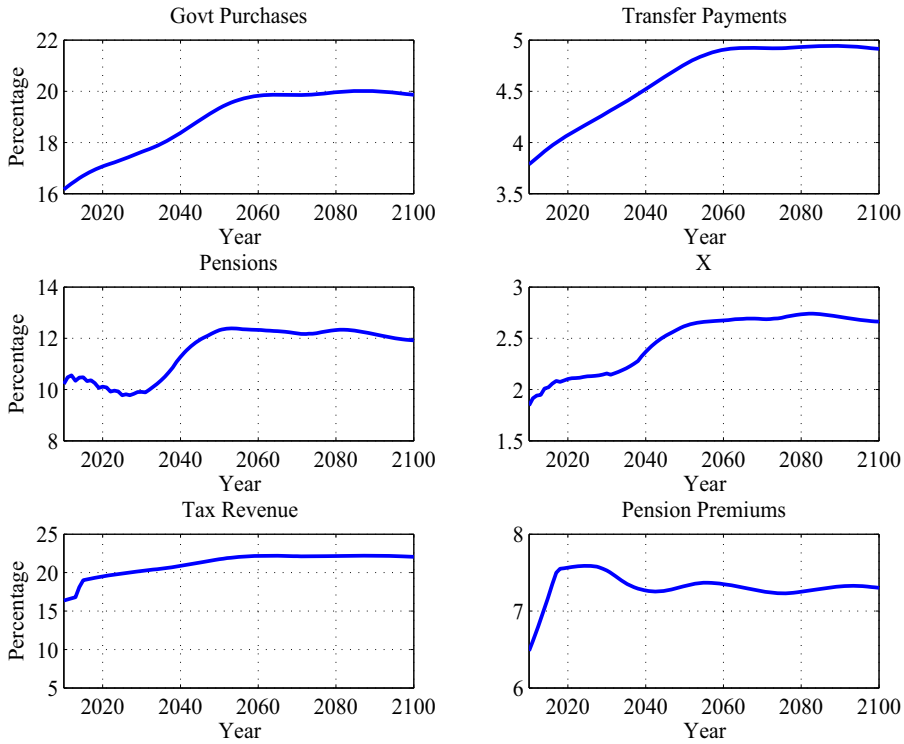 Govt Purchases
Percentage
22
20
18
16
2020 2040 2060 2080 2100
Year
Transfer Payments
5
4.5
4
3.5
2020 2040 2060 2080 2100
Year
Pensions
Percentage
14
12
10
8
2020 2040 2060 2080 2100
Year
X
3
2.5
2
1.5
2020 2040 2060 2080 2100
Year
Tax Revenue
Percentage
25
20
15
10
5
2020 2040 2060 2080 2100
Year
Pension Premiums
8
7
6
2020 2040 2060 2080 2100
Year